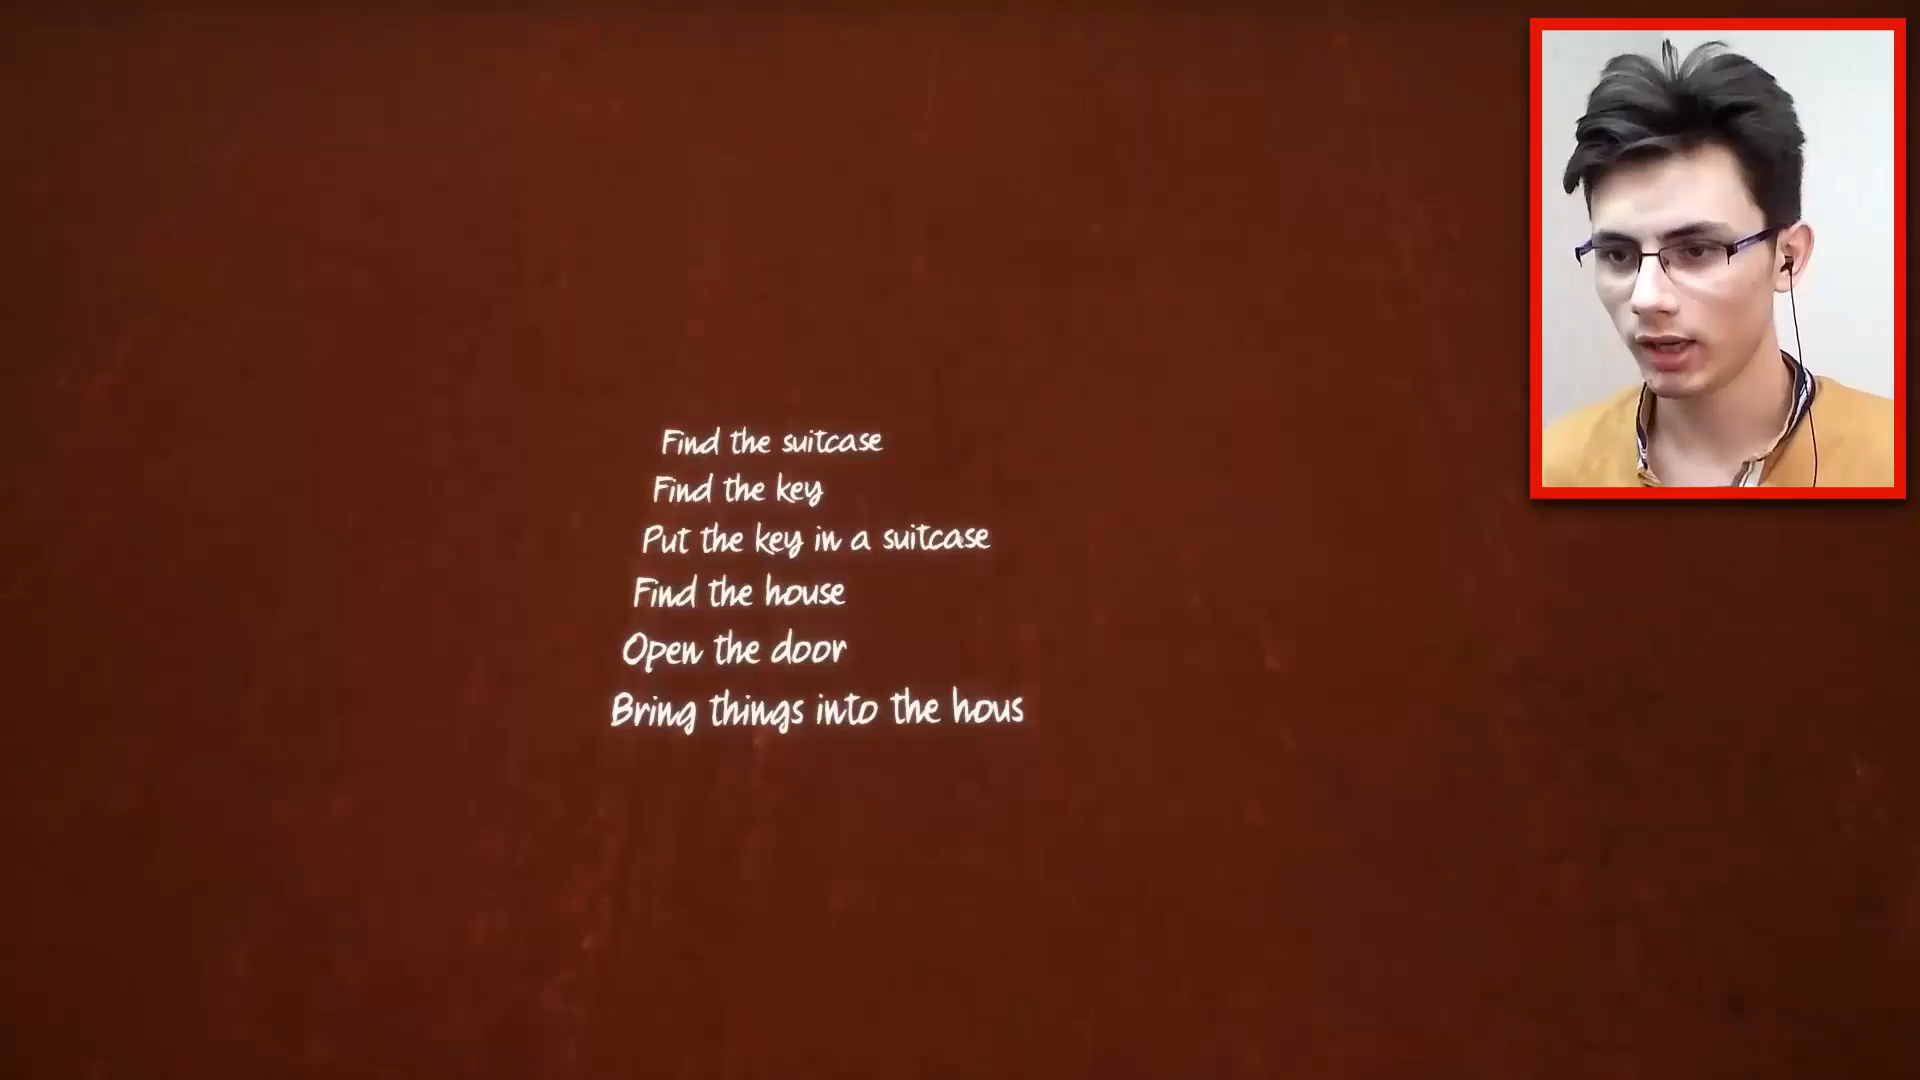 Find the suitcase
Find the key
Put the key in a suitcase
Find the house
Open the door
Bring things into the hous